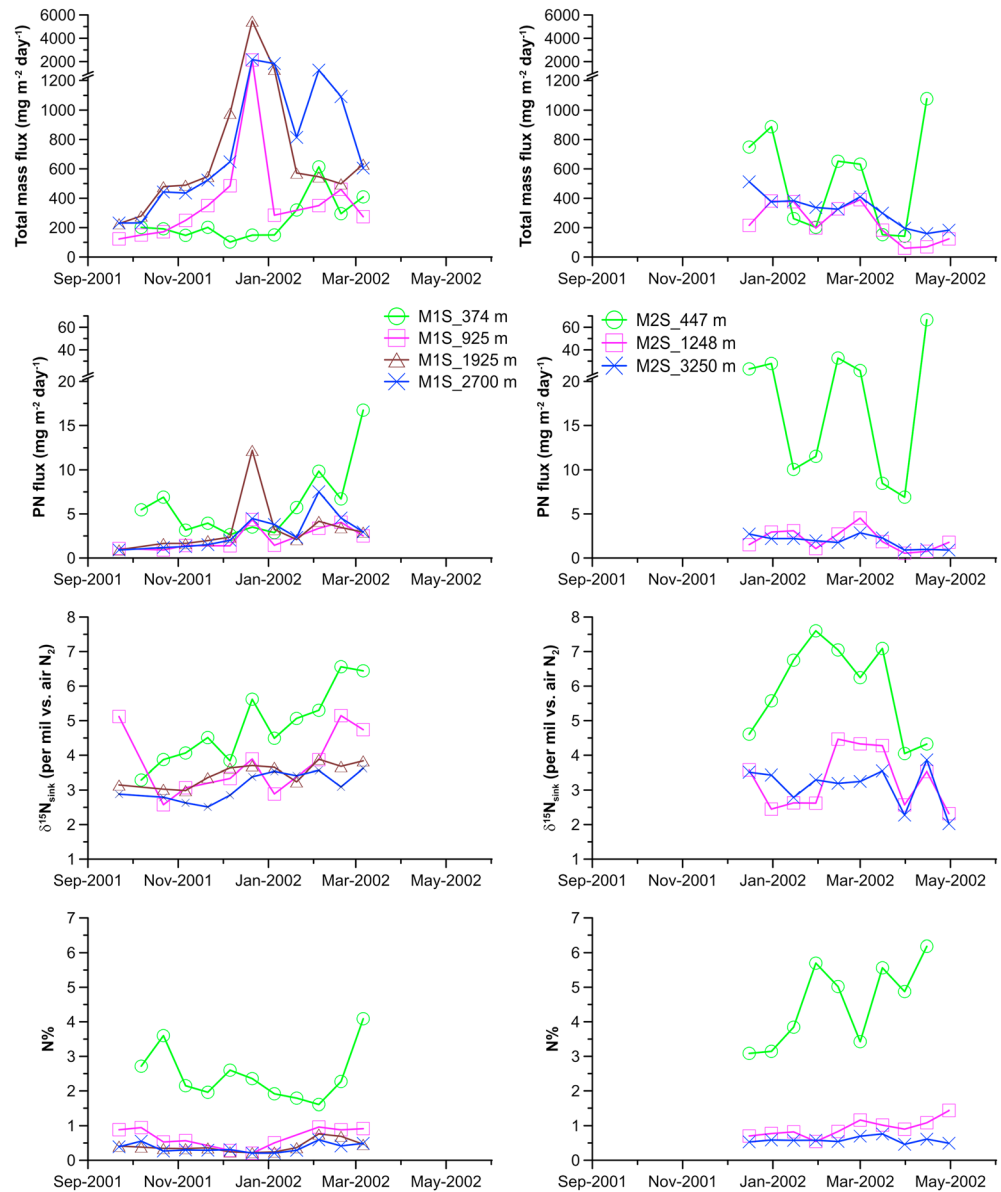 Total mass flux (mg m⁻² day⁻¹)
6000
4000
2000
1200
1000
800
600
400
200
0
Sep-2001 Nov-2001 Jan-2002 Mar-2002 May-2002
Total mass flux (mg m⁻² day⁻¹)
6000
4000
2000
1200
1000
800
600
400
200
0
Sep-2001 Nov-2001 Jan-2002 Mar-2002 May-2002
PN flux (mg m⁻² day⁻¹)
60
40
20
15
10
5
0
Sep-2001 Nov-2001 Jan-2002 Mar-2002 May-2002
M1S_374 m
M1S_925 m
M1S_1925 m
M1S_2700 m
PN flux (mg m⁻² day⁻¹)
60
40
20
15
10
5
0
Sep-2001 Nov-2001 Jan-2002 Mar-2002 May-2002
M2S_447 m
M2S_1248 m
M2S_3250 m
δ¹⁵Nsink (per mil vs. air N₂)
8
7
6
5
4
3
2
1
Sep-2001 Nov-2001 Jan-2002 Mar-2002 May-2002
δ¹⁵Nsink (per mil vs. air N₂)
8
7
6
5
4
3
2
1
Sep-2001 Nov-2001 Jan-2002 Mar-2002 May-2002
N%
7
6
5
4
3
2
1
0
Sep-2001 Nov-2001 Jan-2002 Mar-2002 May-2002
N%
7
6
5
4
3
2
1
0
Sep-2001 Nov-2001 Jan-2002 Mar-2002 May-2002